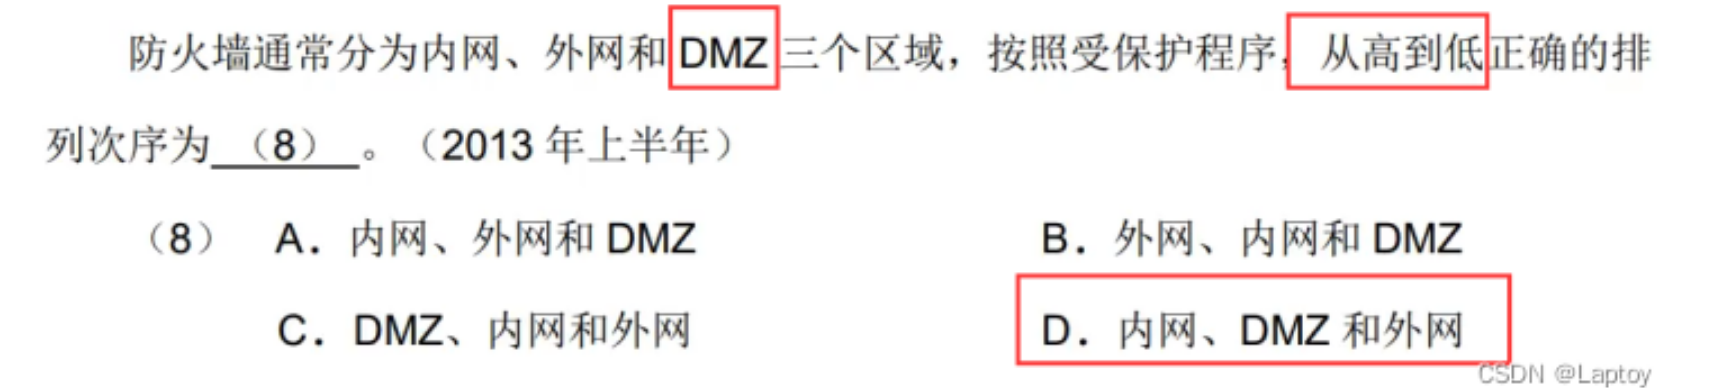 防火墙通常分为内网、外网和 DMZ 三个区域，按照受保护程序，从高到低正确的排
列次序为 （8） 。（2013 年上半年）
（8） A．内网、外网和 DMZ B．外网、内网和 DMZ
C．DMZ、内网和外网 D．内网、DMZ 和外网
CSDN @Laptoy